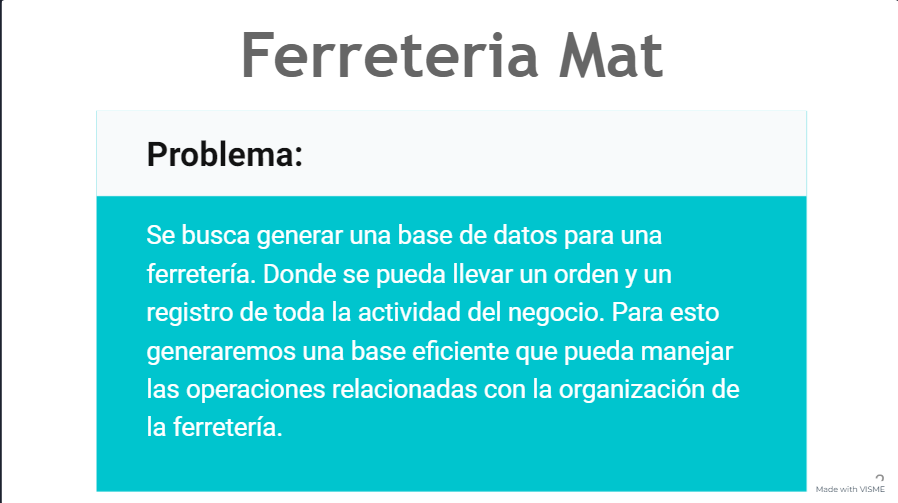 Ferreteria Mat
Problema:
Se busca generar una base de datos para una
ferretería. Donde se pueda llevar un orden y un
registro de toda la actividad del negocio. Para esto
generaremos una base eficiente que pueda manejar
las operaciones relacionadas con la organización de
la ferretería.
Made with VISME